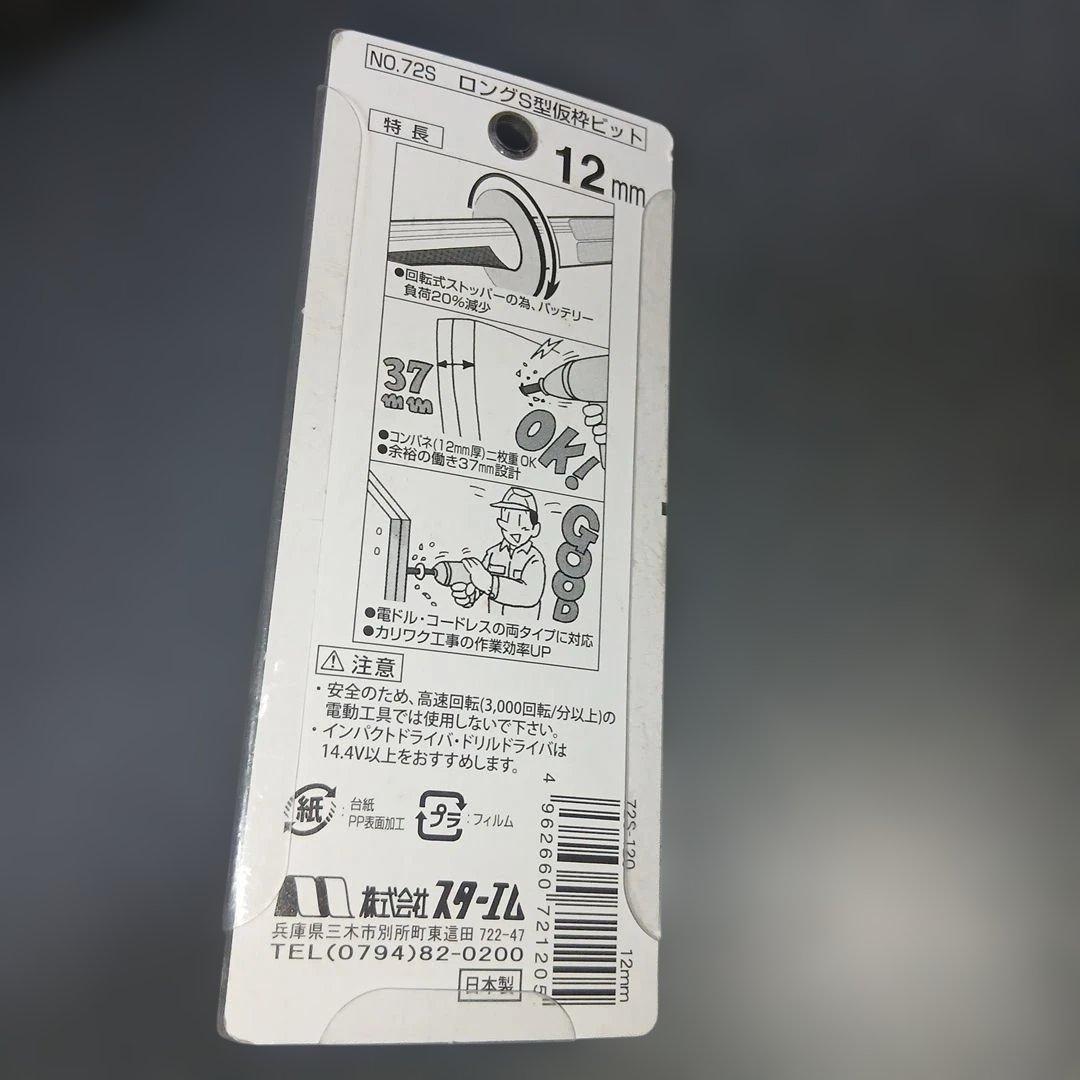 NO.72S ロングS型仮枠ビット
特長
12mm
●回転式ストッパーの為、バッテリー
負荷20%減少
37
mm
OK!
●コンパネ(12mm厚)二枚重OK
●余裕の働き37mm設計
GOOD
●電ドル・コードレスの両タイプに対応
●カリワク工事の作業効率UP
⚠注意
・安全のため、高速回転(3,000回転/分以上)の
電動工具では使用しないで下さい。
・インパクトドライバ・ドリルドライバは
14.4V以上をおすすめします。
紙:台紙
PP表面加工
プラ:フィルム
72S-120
12mm
4 962660 721205
株式会社スターエム
兵庫県三木市別所町東這田 722-47
TEL(0794)82-0200
日本製